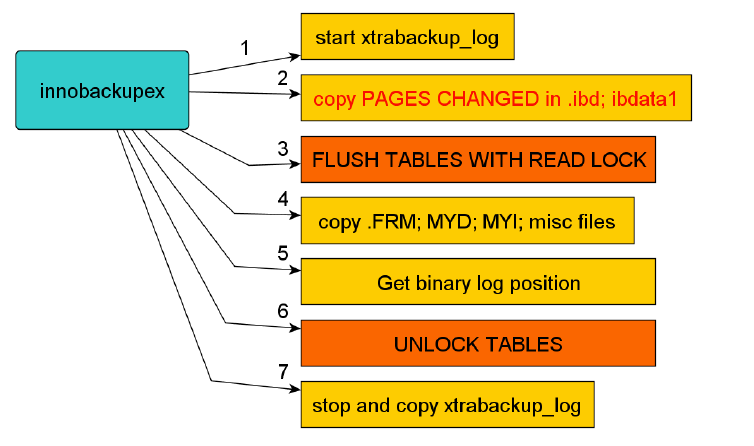 innobackupex
1
start xtrabackup_log
2
copy PAGES CHANGED in .ibd; ibdata1
3
FLUSH TABLES WITH READ LOCK
4
copy .FRM; MYD; MYI; misc files
5
Get binary log position
6
UNLOCK TABLES
7
stop and copy xtrabackup_log